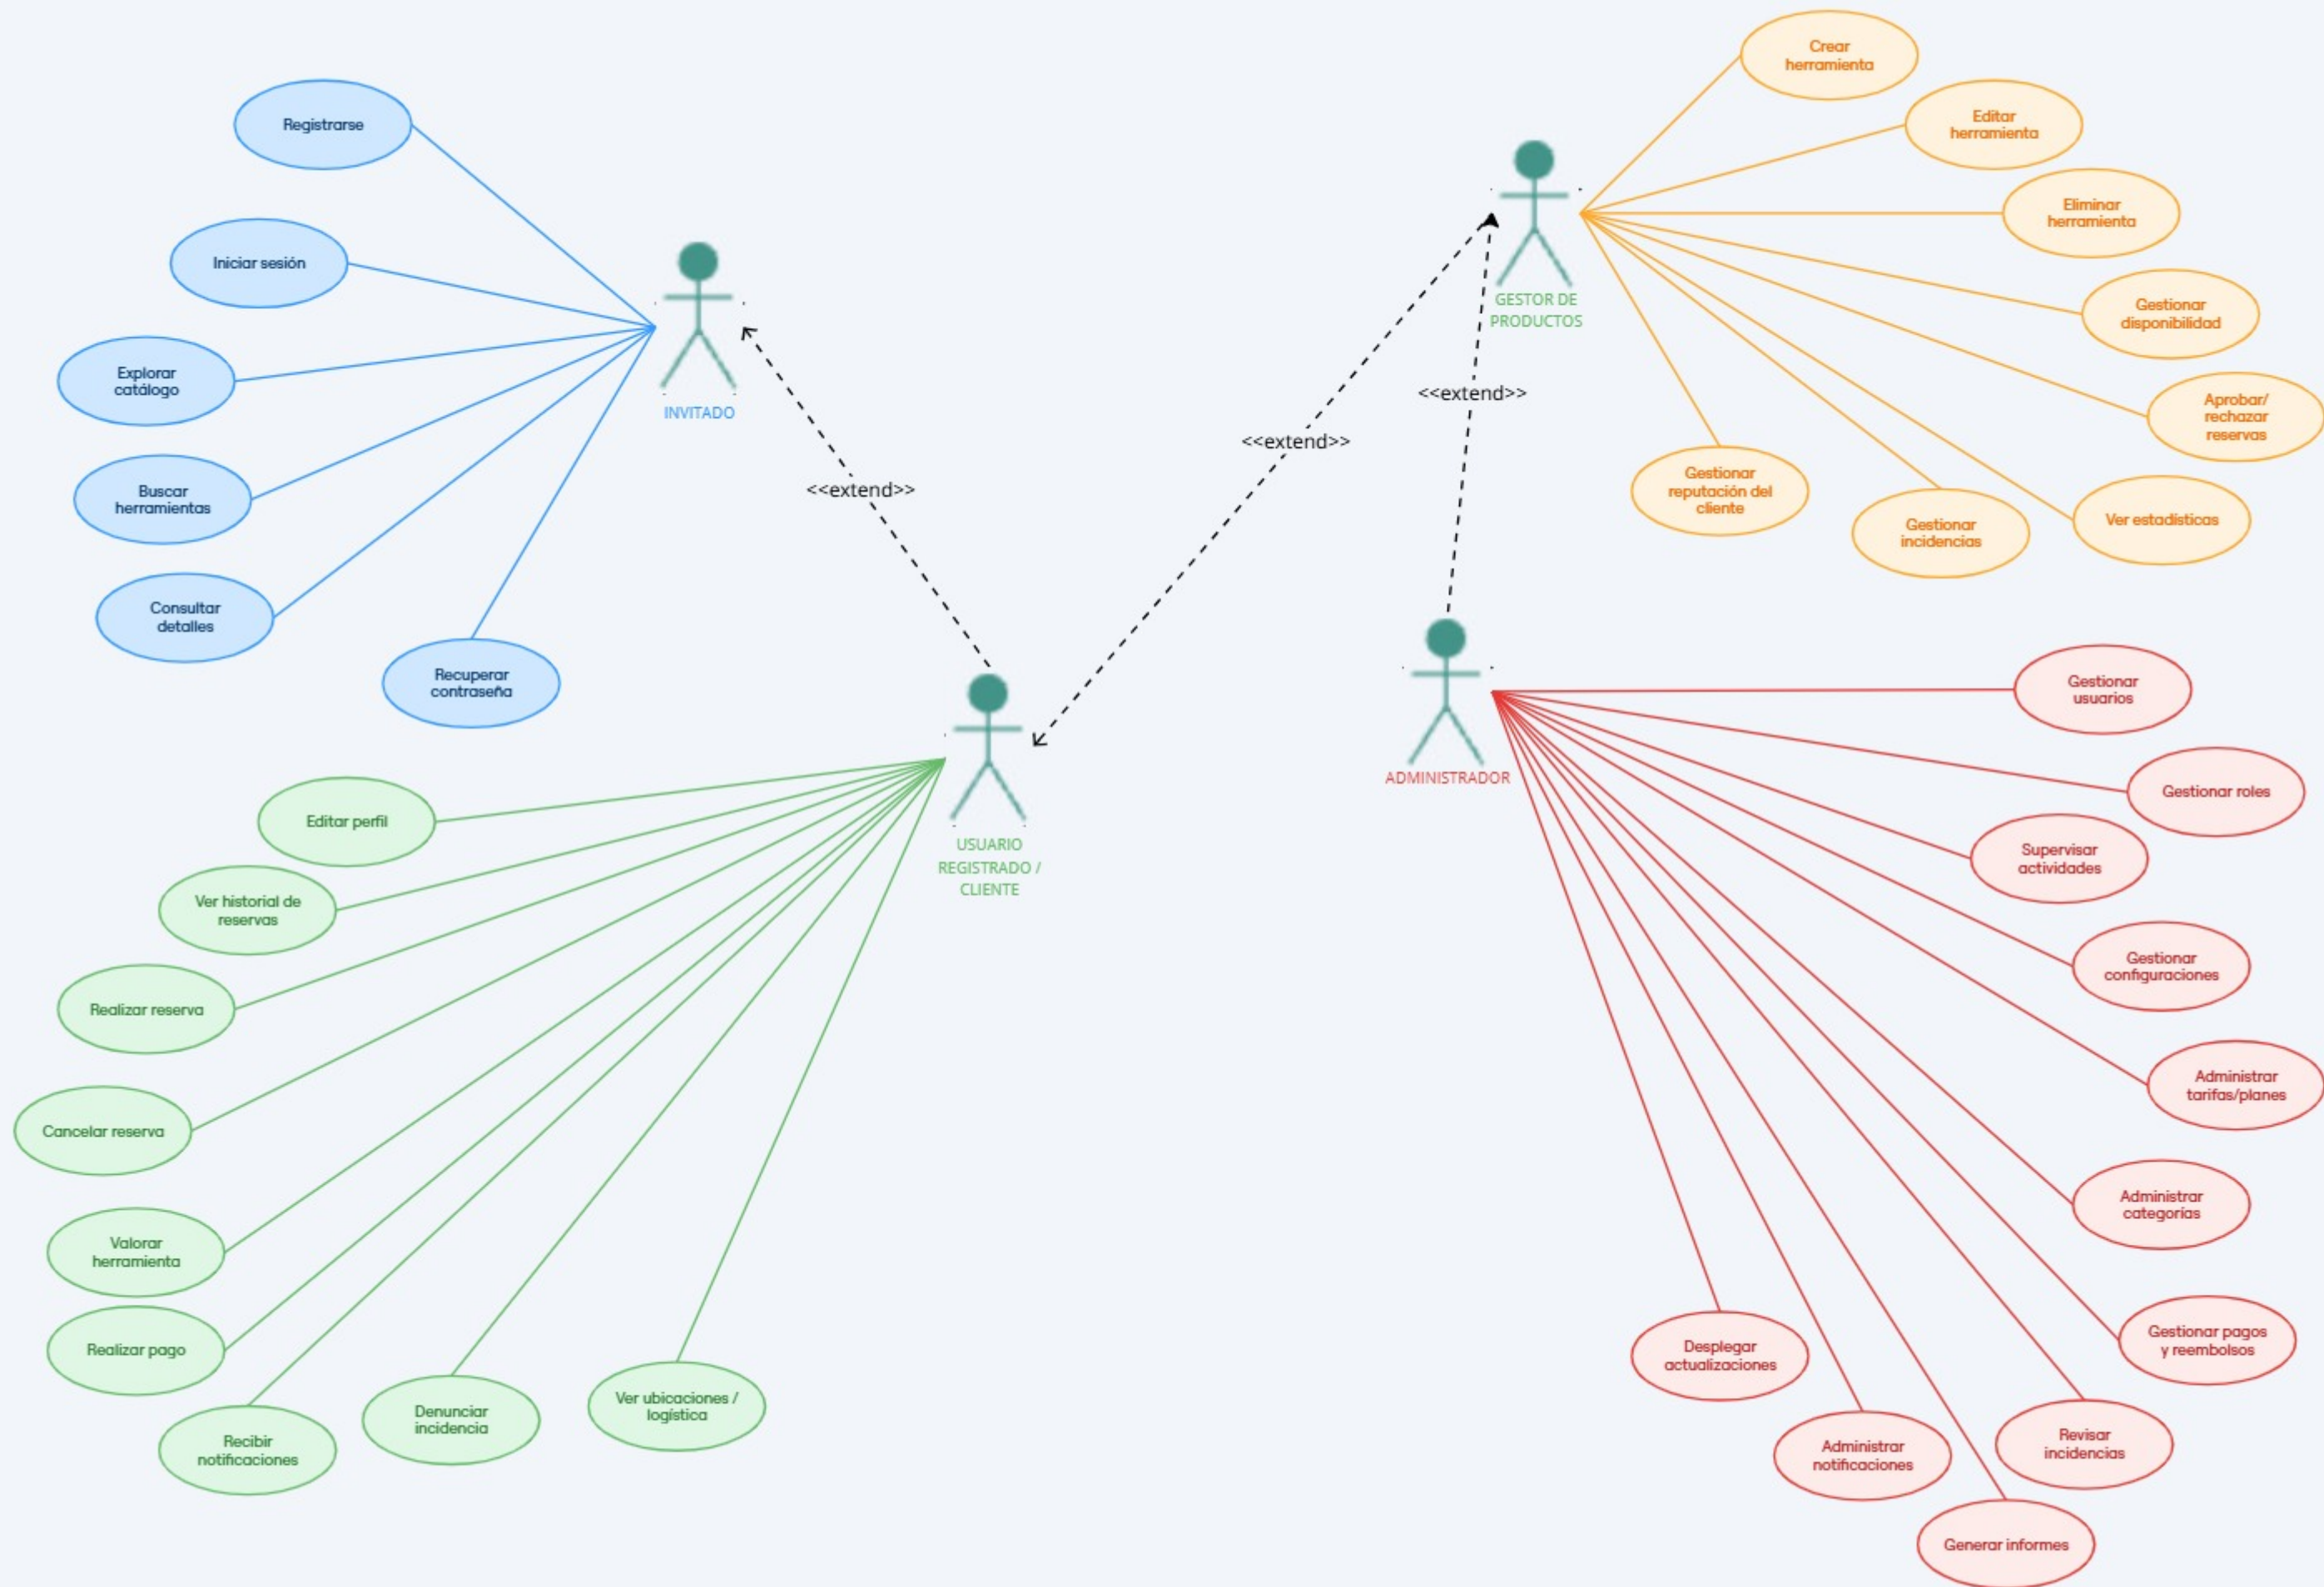 Registrarse
Iniciar sesión
Explorar
catálogo
Buscar
herramientas
Consultar
detalles
Recuperar
contraseña
INVITADO
<<extend>>
<<extend>>
<<extend>>
GESTOR DE
PRODUCTOS
Crear
herramienta
Editar
herramienta
Eliminar
herramienta
Gestionar
disponibilidad
Aprobar/
rechazar
reservas
Ver estadísticas
Gestionar
incidencias
Gestionar
reputación del
cliente
USUARIO
REGISTRADO /
CLIENTE
Editar perfil
Ver historial de
reservas
Realizar reserva
Cancelar reserva
Valorar
herramienta
Realizar pago
Recibir
notificaciones
Denunciar
incidencia
Ver ubicaciones /
logística
ADMINISTRADOR
Gestionar
usuarios
Gestionar roles
Supervisar
actividades
Gestionar
configuraciones
Administrar
tarifas/planes
Administrar
categorías
Gestionar pagos
y reembolsos
Revisar
incidencias
Generar informes
Administrar
notificaciones
Desplegar
actualizaciones